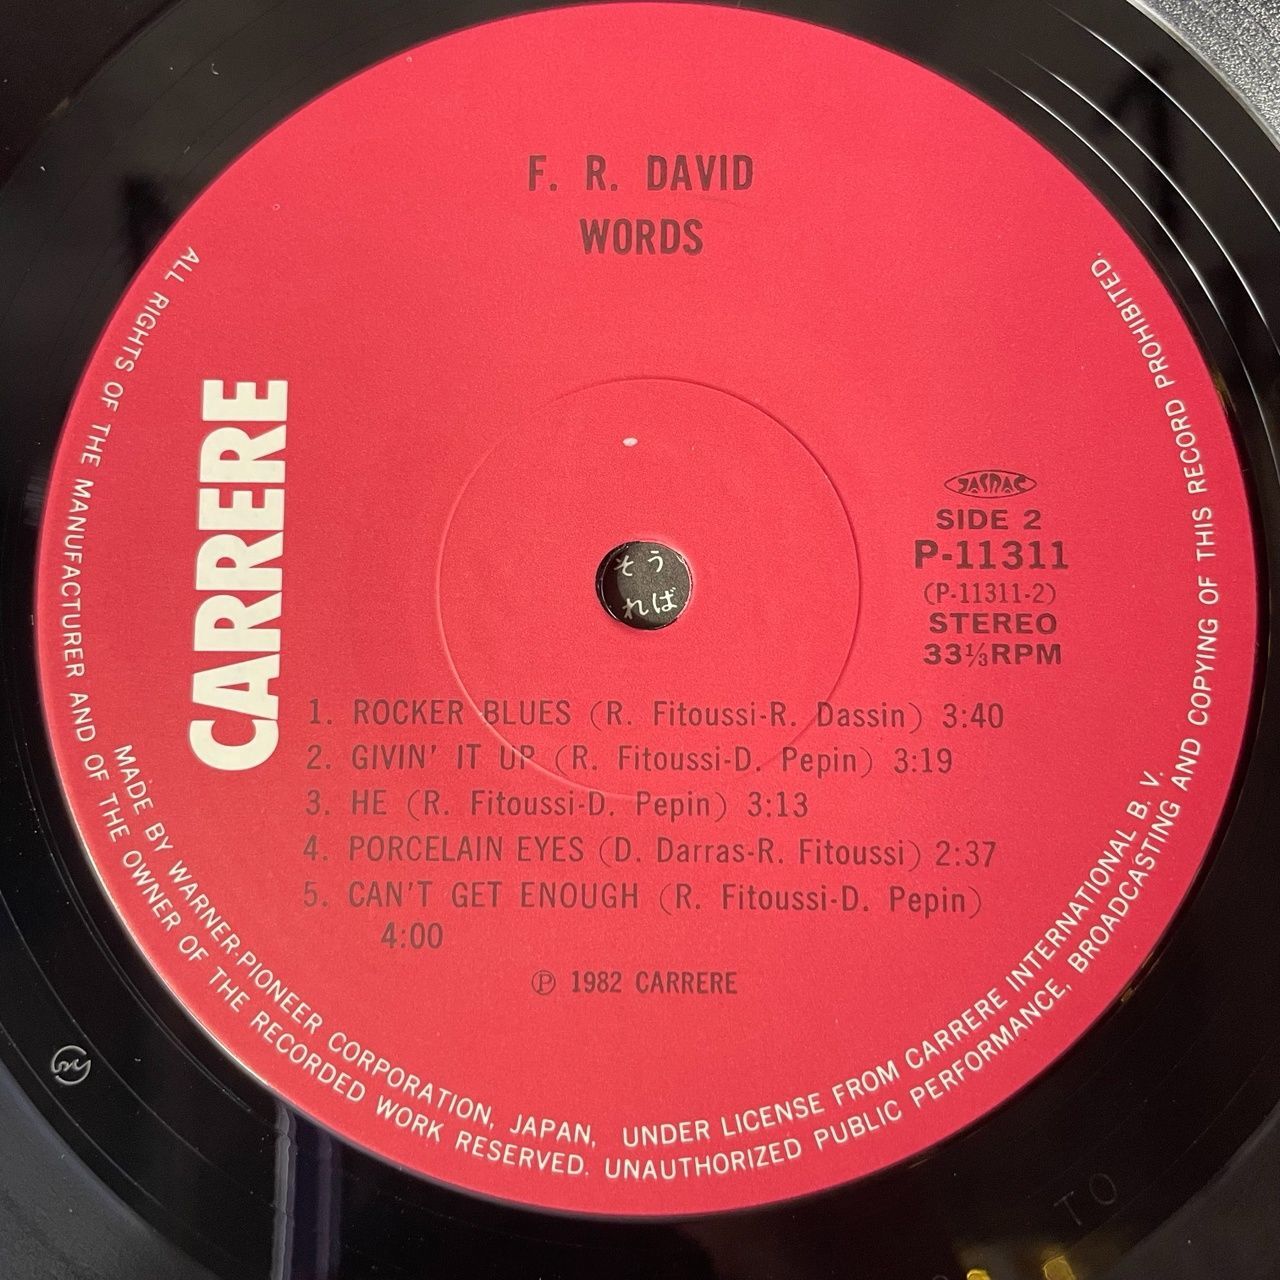 F. R. DAVID
WORDS
CARRERE
JASRAC
SIDE 2
P-11311
(P-11311-2)
STEREO
33⅓RPM
そう
れば
1. ROCKER BLUES (R. Fitoussi-R. Dassin) 3:40
2. GIVIN' IT UP (R. Fitoussi-D. Pepin) 3:19
3. HE (R. Fitoussi-D. Pepin) 3:13
4. PORCELAIN EYES (D. Darras-R. Fitoussi) 2:37
5. CAN'T GET ENOUGH (R. Fitoussi-D. Pepin)
4:00
Ⓟ 1982 CARRERE
MADE BY WARNER-PIONEER CORPORATION, JAPAN, UNDER LICENSE FROM CARRERE INTERNATIONAL B. V.
ALL RIGHTS OF THE MANUFACTURER AND OF THE OWNER OF THE RECORDED WORK RESERVED. UNAUTHORIZED PUBLIC PERFORMANCE, BROADCASTING AND COPYING OF THIS RECORD PROHIBITED.
TO